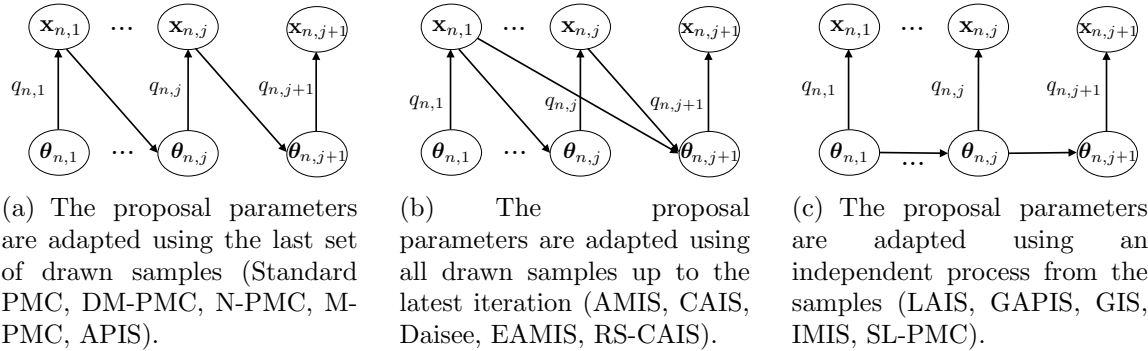 x_{n,1} ... x_{n,j} x_{n,j+1}
q_{n,1} q_{n,j} q_{n,j+1}
θ_{n,1} ... θ_{n,j} θ_{n,j+1}
(a) The proposal parameters
are adapted using the last set
of drawn samples (Standard
PMC, DM-PMC, N-PMC, M-
PMC, APIS).
x_{n,1} ... x_{n,j} x_{n,j+1}
q_{n,1} q_{n,j} q_{n,j+1}
θ_{n,1} ... θ_{n,j} θ_{n,j+1}
(b) The proposal
parameters are adapted using
all drawn samples up to the
latest iteration (AMIS, CAIS,
Daisee, EAMIS, RS-CAIS).
x_{n,1} ... x_{n,j} x_{n,j+1}
q_{n,1} q_{n,j} q_{n,j+1}
θ_{n,1} ... θ_{n,j} θ_{n,j+1}
(c) The proposal parameters
are adapted using an
independent process from the
samples (LAIS, GAPIS, GIS,
IMIS, SL-PMC).